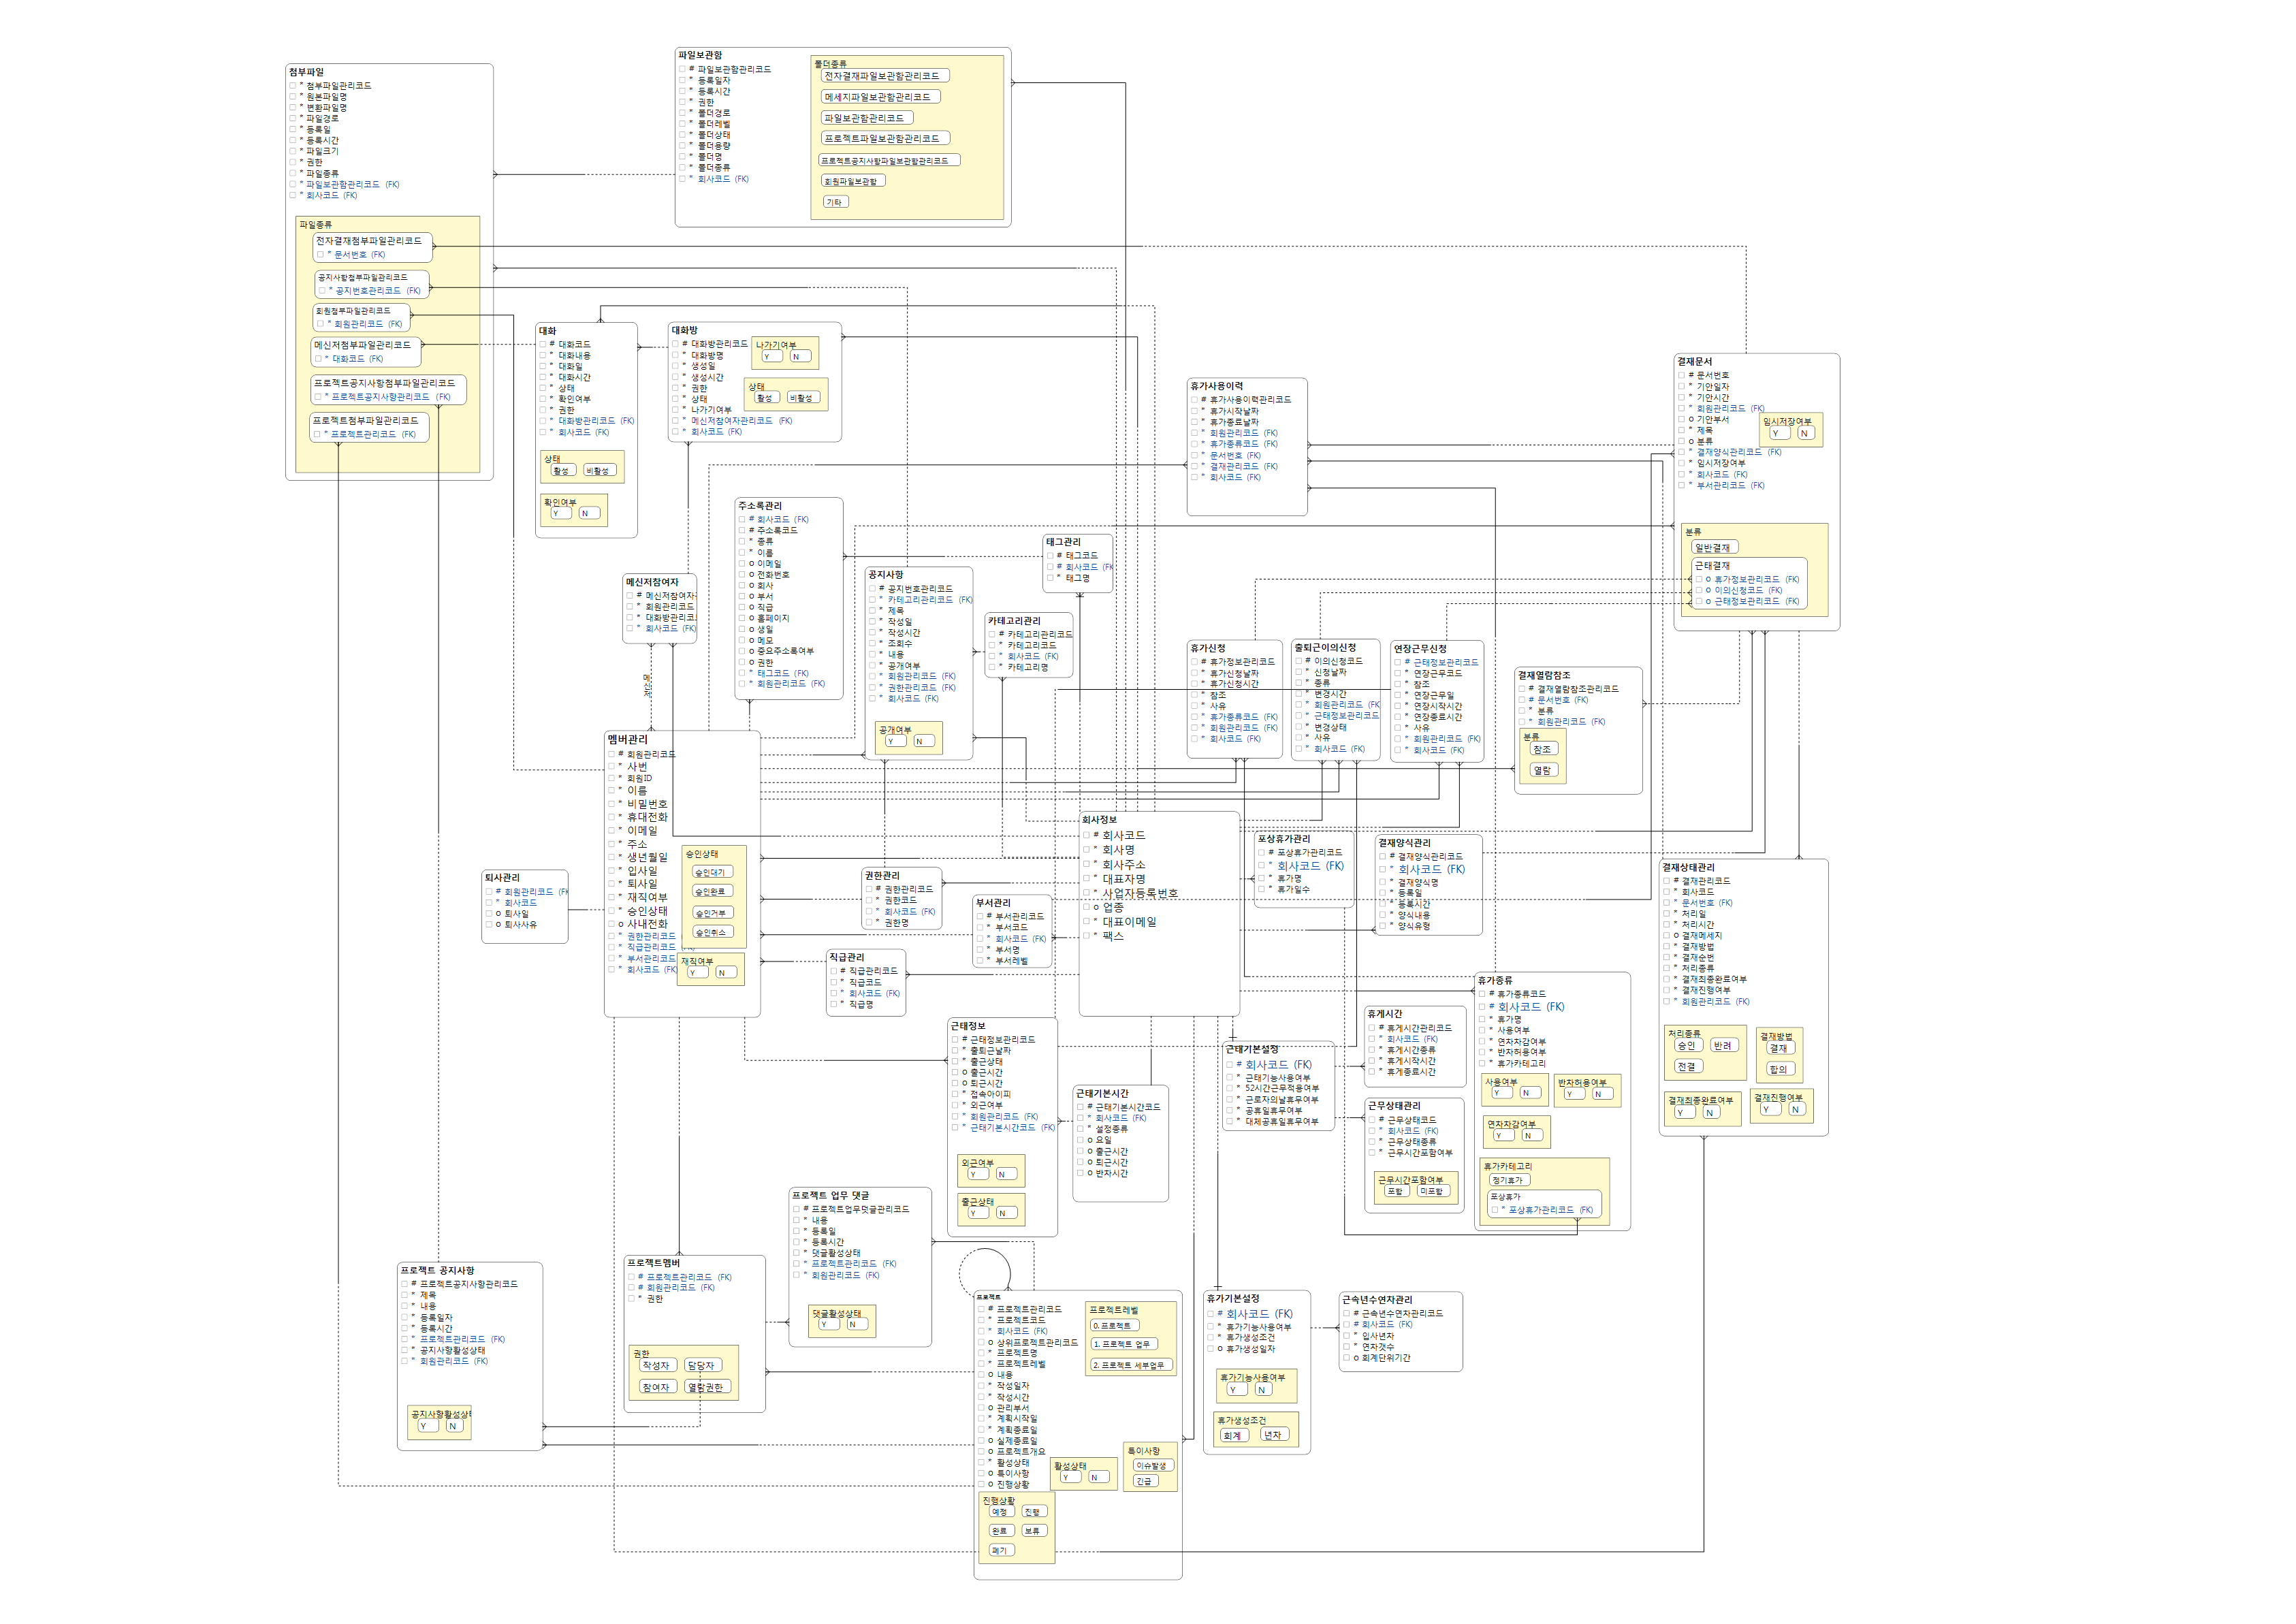 첨부파일
* 첨부파일관리코드
* 원본파일명
* 변환파일명
* 파일경로
* 등록일
* 등록시간
* 파일크기
* 권한
* 파일종류
* 파일보관함관리코드 (FK)
* 회사코드 (FK)
파일종류
전자결재첨부파일관리코드
* 문서번호 (FK)
공지사항첨부파일관리코드
* 공지번호관리코드 (FK)
회원첨부파일관리코드
* 회원관리코드 (FK)
메신저첨부파일관리코드
* 대화코드 (FK)
프로젝트공지사항첨부파일관리코드
* 프로젝트공지사항관리코드 (FK)
프로젝트첨부파일관리코드
* 프로젝트관리코드 (FK)
파일보관함
# 파일보관함관리코드
* 등록일자
* 등록시간
* 권한
* 폴더경로
* 폴더레벨
* 폴더상태
* 폴더용량
* 폴더명
* 폴더종류
* 회사코드 (FK)
폴더종류
전자결재파일보관함관리코드
메세지파일보관함관리코드
파일보관함관리코드
프로젝트파일보관함관리코드
프로젝트공지사항파일보관함관리코드
회원파일보관함
기타
대화
# 대화코드
* 대화내용
* 대화일
* 대화시간
* 상태
* 확인여부
* 권한
* 대화방관리코드 (FK)
* 회사코드 (FK)
상태
활성 비활성
확인여부
Y N
대화방
# 대화방관리코드
* 대화방명
* 생성일
* 생성시간
* 권한
* 상태
* 나가기여부
* 메신저참여자관리코드 (FK)
* 회사코드 (FK)
나가기여부
Y N
상태
활성 비활성
휴가사용이력
# 휴가사용이력관리코드
* 휴가시작날짜
* 휴가종료날짜
* 회원관리코드 (FK)
* 휴가종류코드 (FK)
* 문서번호 (FK)
* 결재관리코드 (FK)
* 회사코드 (FK)
결재문서
# 문서번호
* 기안일자
* 기안시간
* 회원관리코드 (FK)
o 기안부서
* 제목
o 분류
* 결재양식관리코드 (FK)
* 임시저장여부
* 회사코드 (FK)
* 부서관리코드 (FK)
임시저장여부
Y N
분류
일반결재
근태결재
o 휴가정보관리코드 (FK)
o 이의신청코드 (FK)
o 근태정보관리코드 (FK)
주소록관리
# 회사코드 (FK)
# 주소록코드
* 종류
* 이름
o 이메일
o 전화번호
o 회사
o 부서
o 직급
o 홈페이지
o 생일
o 메모
o 중요주소록여부
o 권한
* 태그코드 (FK)
* 회원관리코드 (FK)
태그관리
# 태그코드
# 회사코드 (FK
* 태그명
메신저참여자
# 메신저참여자
* 회원관리코드
* 대화방관리코
* 회사코드 (FK)
메신저
공지사항
# 공지번호관리코드
* 카테고리관리코드 (FK)
* 제목
* 작성일
* 작성시간
* 조회수
* 내용
* 공개여부
* 회원관리코드 (FK)
* 권한관리코드 (FK)
* 회사코드 (FK)
공개여부
Y N
카테고리관리
# 카테고리관리코드
* 카테고리코드
* 회사코드 (FK)
* 카테고리명
휴가신청
# 휴가정보관리코드
* 휴가신청날짜
* 휴가신청시간
* 참조
* 사유
* 휴가종류코드 (FK)
* 회원관리코드 (FK)
* 회사코드 (FK)
출퇴근이의신청
# 이의신청코드
* 신청날짜
* 종류
* 변경시간
* 회원관리코드 (FK
* 근태정보관리코드
* 변경상태
* 사유
* 회사코드 (FK)
연장근무신청
# 근태정보관리코드
* 연장근무코드
* 참조
* 연장근무일
* 연장시작시간
* 연장종료시간
* 사유
* 회원관리코드 (FK)
* 회사코드 (FK)
결재열람참조
# 결재열람참조관리코드
# 문서번호 (FK)
* 분류
* 회원관리코드 (FK)
분류
참조
열람
멤버관리
# 회원관리코드
* 사번
* 회원ID
* 이름
* 비밀번호
* 휴대전화
* 이메일
* 주소
* 생년월일
* 입사일
* 퇴사일
* 재직여부
* 승인상태
o 사내전화
* 권한관리코드
* 직급관리코드
* 부서관리코드
* 회사코드 (FK)
승인상태
승인대기
승인완료
승인거부
승인취소
재직여부
Y N
퇴사관리
# 회원관리코드 (FK
* 회사코드
o 퇴사일
o 퇴사사유
권한관리
# 권한관리코드
* 권한코드
* 회사코드 (FK)
* 권한명
부서관리
# 부서관리코드
* 부서코드
* 회사코드 (FK)
* 부서명
* 부서레벨
직급관리
# 직급관리코드
* 직급코드
* 회사코드 (FK)
* 직급명
회사정보
# 회사코드
* 회사명
* 회사주소
* 대표자명
* 사업자등록번호
o 업종
* 대표이메일
* 팩스
포상휴가관리
# 포상휴가관리코드
* 회사코드 (FK)
* 휴가명
* 휴가일수
결재양식관리
# 결재양식관리코드
* 회사코드 (FK)
* 결재양식명
* 등록일
* 등록시간
* 양식내용
* 양식유형
결재상태관리
# 결재관리코드
* 회사코드
* 문서번호 (FK)
* 처리일
* 처리시간
o 결재메세지
* 결재방법
* 결재순번
* 처리종류
* 결재최종완료여부
* 결재진행여부
* 회원관리코드 (FK)
처리종류
승인 반려
전결
결재방법
결재
합의
결재최종완료여부
Y N
결재진행여부
Y N
근태정보
# 근태정보관리코드
* 출퇴근날짜
* 출근상태
o 출근시간
o 퇴근시간
* 접속아이피
* 외근여부
* 회원관리코드 (FK)
* 근태기본시간코드 (FK)
외근여부
Y N
출근상태
Y N
근태기본시간
# 근태기본시간코드
* 회사코드 (FK)
* 설정종류
o 요일
o 출근시간
o 퇴근시간
o 반차시간
근태기본설정
# 회사코드 (FK)
* 근태기능사용여부
* 52시간근무적용여부
* 근로자의날휴무여부
* 공휴일휴무여부
* 대체공휴일휴무여부
휴게시간
# 휴게시간관리코드
* 회사코드 (FK)
* 휴게시간종류
* 휴게시작시간
* 휴게종료시간
근무상태관리
# 근무상태코드
* 회사코드 (FK)
* 근무상태종류
* 근무시간포함여부
근무시간포함여부
포함 미포함
휴가종류
# 휴가종류코드
# 회사코드 (FK)
* 휴가명
* 사용여부
* 연차차감여부
* 반차허용여부
* 휴가카테고리
사용여부
Y N
반차허용여부
Y N
연차차감여부
Y N
휴가카테고리
정기휴가
포상휴가
* 포상휴가관리코드 (FK)
프로젝트 업무 댓글
# 프로젝트업무댓글관리코드
* 내용
* 등록일
* 등록시간
* 댓글활성상태
* 프로젝트관리코드 (FK)
* 회원관리코드 (FK)
댓글활성상태
Y N
프로젝트 공지사항
# 프로젝트공지사항관리코드
* 제목
* 내용
* 등록일자
* 등록시간
* 프로젝트관리코드 (FK)
* 공지사항활성상태
* 회원관리코드 (FK)
공지사항활성상태
Y N
프로젝트멤버
# 프로젝트관리코드 (FK)
# 회원관리코드 (FK)
* 권한
권한
작성자 담당자
참여자 열람권한
프로젝트
# 프로젝트관리코드
* 프로젝트코드
* 회사코드 (FK)
o 상위프로젝트관리코드
* 프로젝트명
* 프로젝트레벨
o 내용
* 작성일자
* 작성시간
o 관리부서
* 계획시작일
* 계획종료일
o 실제종료일
o 프로젝트개요
* 활성상태
o 특이사항
o 진행상황
프로젝트레벨
0. 프로젝트
1. 프로젝트 업무
2. 프로젝트 세부업무
활성상태
Y N
특이사항
이슈발생
긴급
진행상황
예정 진행
완료 보류
폐기
휴가기본설정
# 회사코드 (FK)
* 휴가기능사용여부
* 휴가생성조건
o 휴가생성일자
휴가기능사용여부
Y N
휴가생성조건
회계 년차
근속년수연차관리
# 근속년수연차관리코드
# 회사코드 (FK)
* 입사년차
* 연차갯수
o 회계단위기간